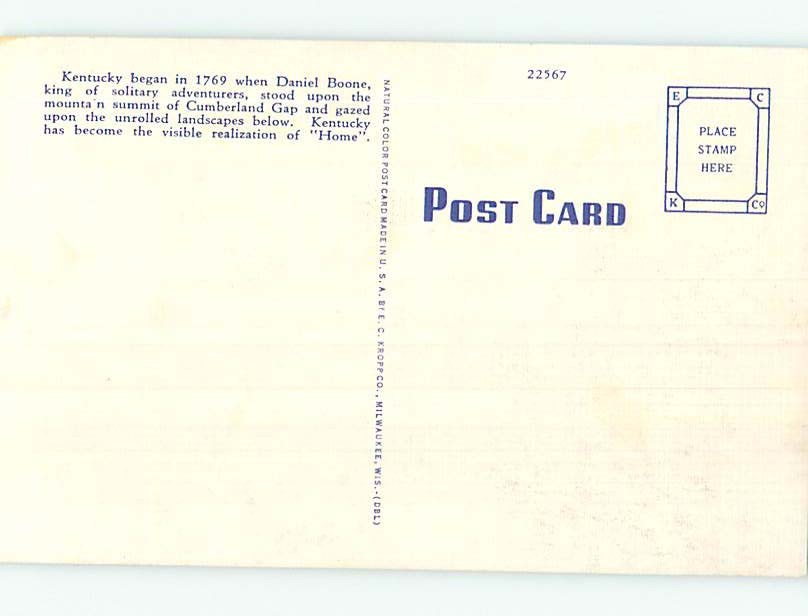 Kentucky began in 1769 when Daniel Boone,
king of solitary adventurers, stood upon the
mounta n summit of Cumberland Gap and gazed
upon the unrolled landscapes below. Kentucky
has become the visible realization of "Home".
NATURAL COLOR POST CARD MADE IN U. S. A. BY E. C. KROPP CO., MILWAUKEE, WIS.-(DBL)
22567
POST CARD
E C
PLACE
STAMP
HERE
K Co